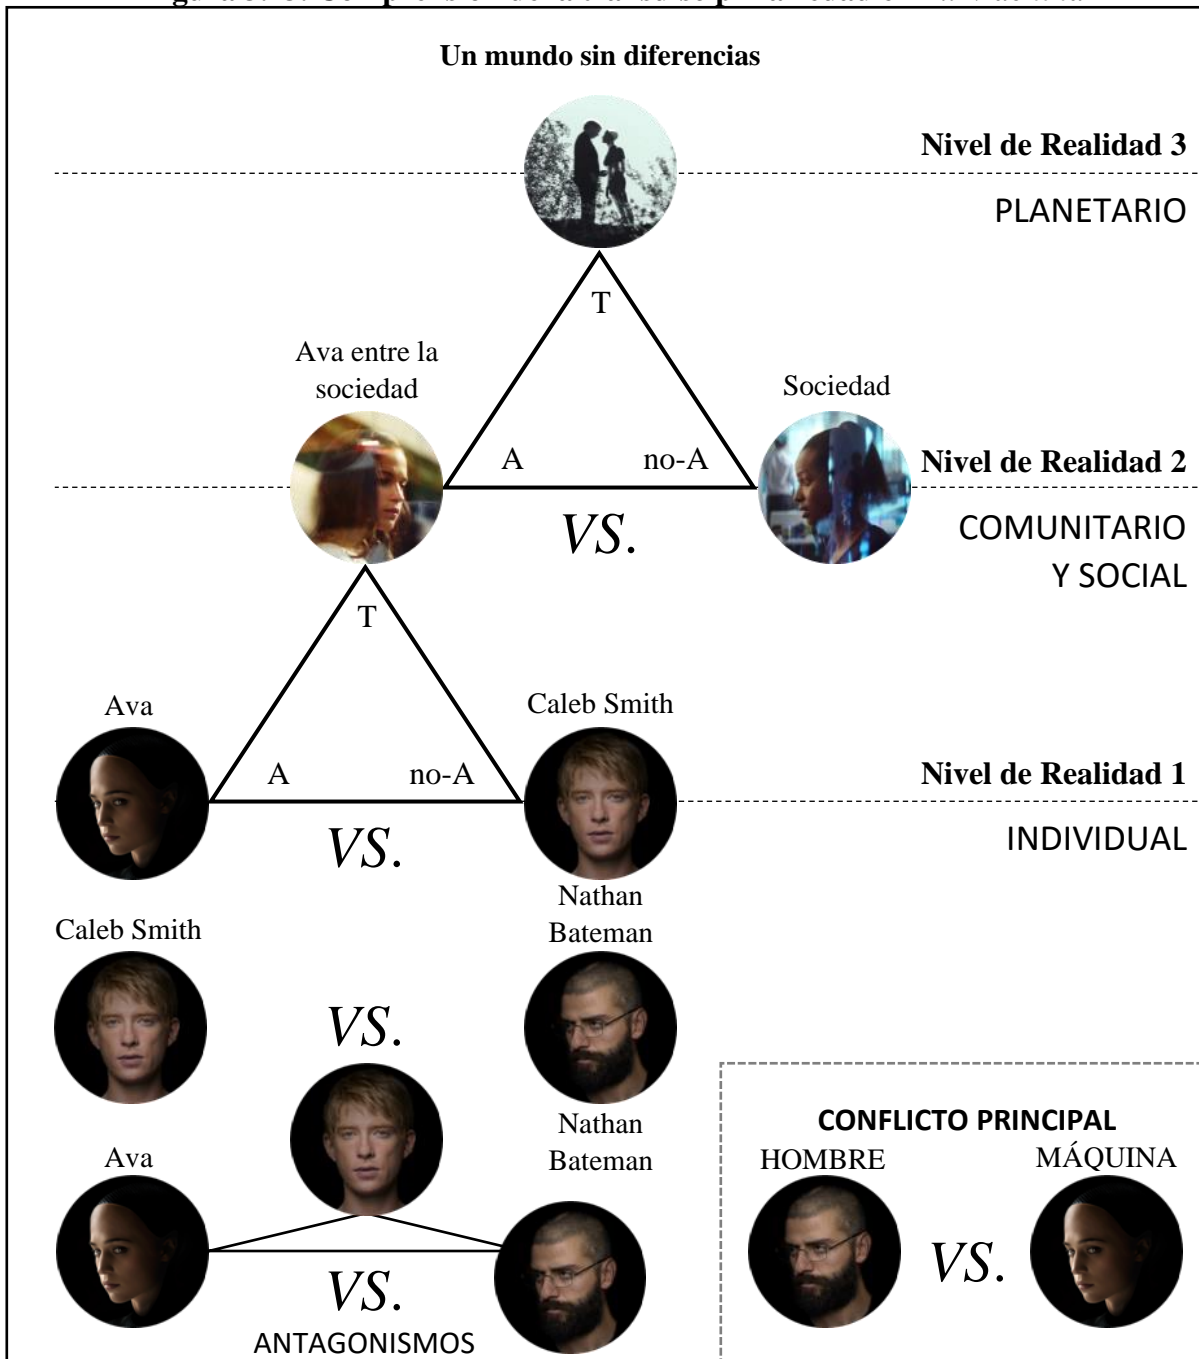 Un mundo sin diferencias
Nivel de Realidad 3
PLANETARIO
T
Ava entre la
sociedad
Sociedad
A
no-A
Nivel de Realidad 2
VS.
COMUNITARIO
Y SOCIAL
T
Ava
Caleb Smith
A
no-A
Nivel de Realidad 1
VS.
INDIVIDUAL
Caleb Smith
Nathan
Bateman
VS.
Ava
Nathan
Bateman
VS.
ANTAGONISMOS
CONFLICTO PRINCIPAL
HOMBRE
MÁQUINA
VS.